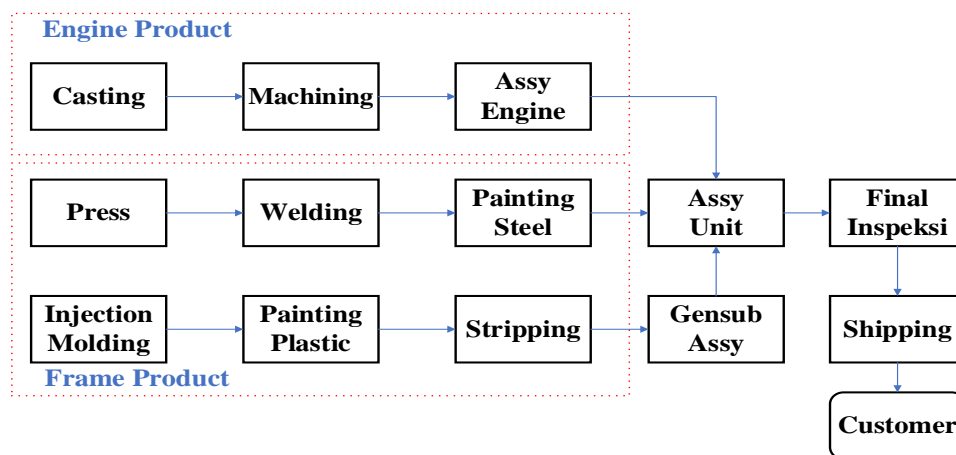 Engine Product
Casting
Machining
Assy
Engine
Press
Welding
Painting
Steel
Assy
Unit
Final
Inspeksi
Injection
Molding
Painting
Plastic
Stripping
Gensub
Assy
Shipping
Frame Product
Customer